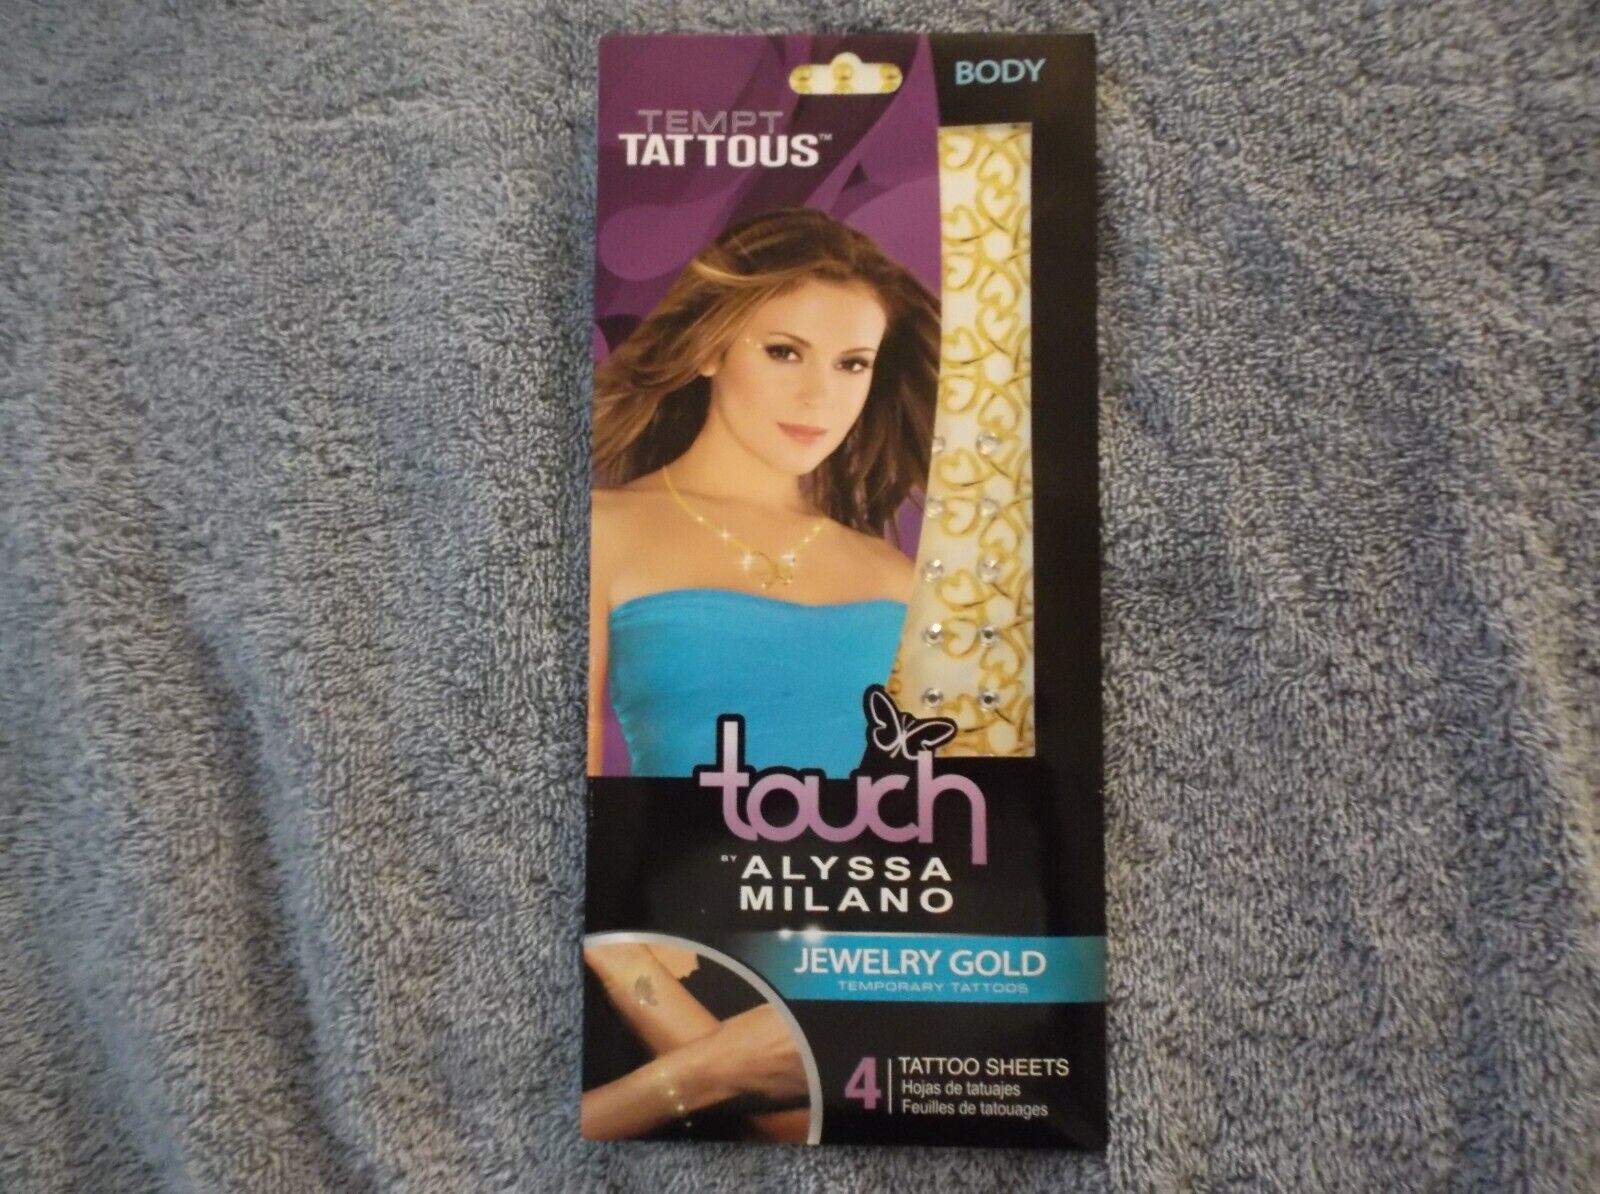 BODY
TEMPT
TATTOUS™
touch
BY ALYSSA
MILANO
JEWELRY GOLD
TEMPORARY TATTOOS
4 TATTOO SHEETS
Hojas de tatuajes
Feuilles de tatouages